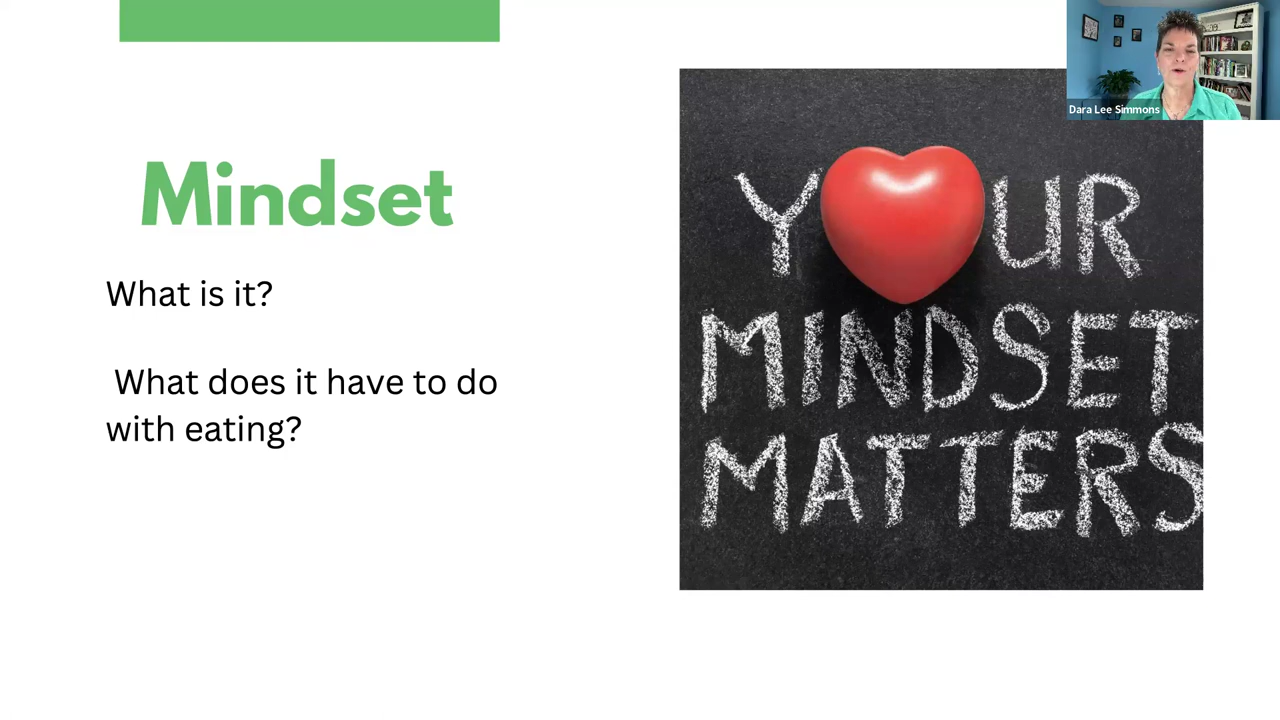 Mindset
What is it?
What does it have to do
with eating?
Y UR
MINDSET
MATTERS
Dara Lee Simmons